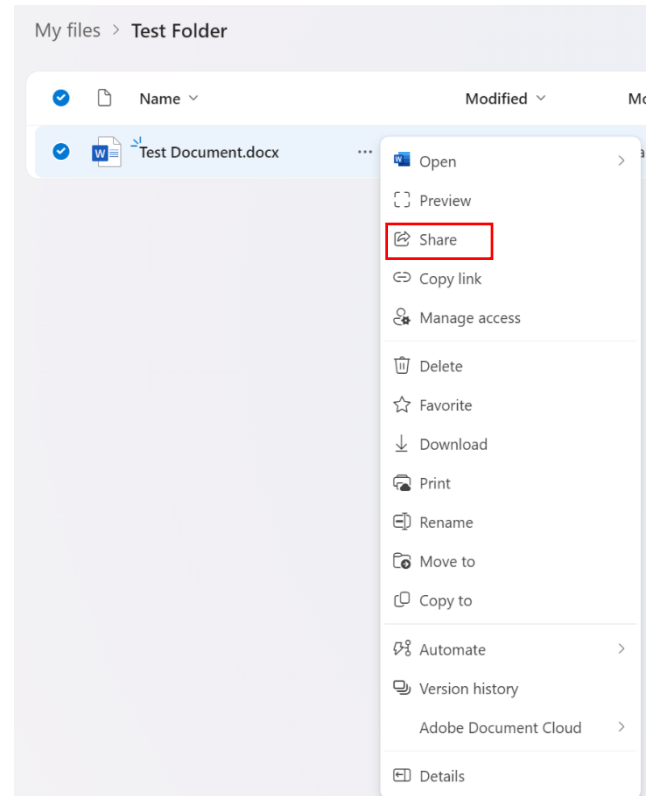 My files > Test Folder
Name
Modified
Test Document.docx
Open
Preview
Share
Copy link
Manage access
Delete
Favorite
Download
Print
Rename
Move to
Copy to
Automate
Version history
Adobe Document Cloud
Details